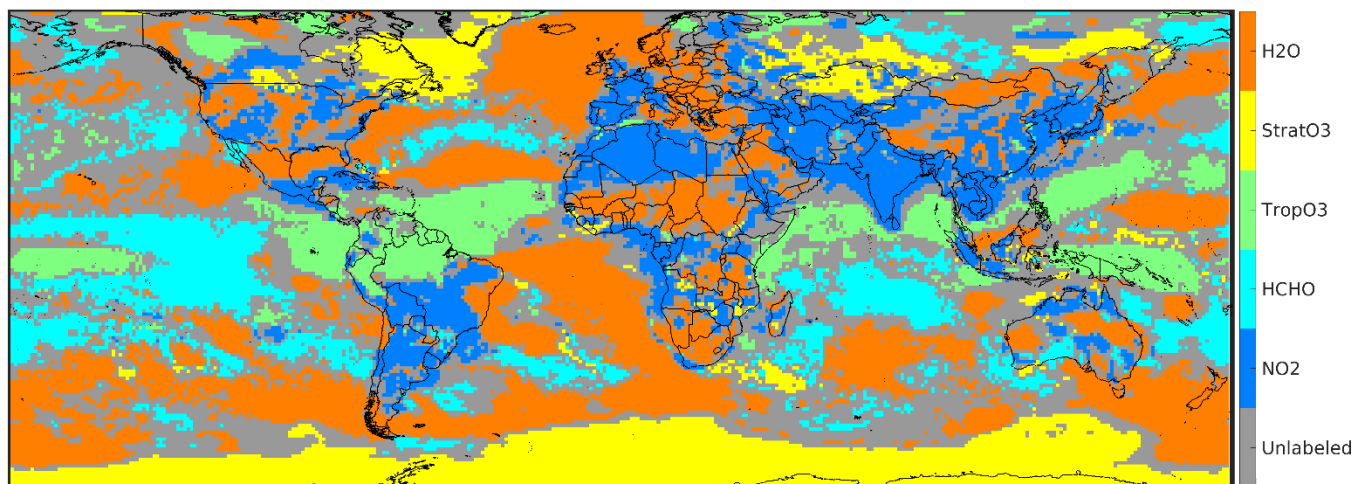 H2O
StratO3
TropO3
HCHO
NO2
Unlabeled